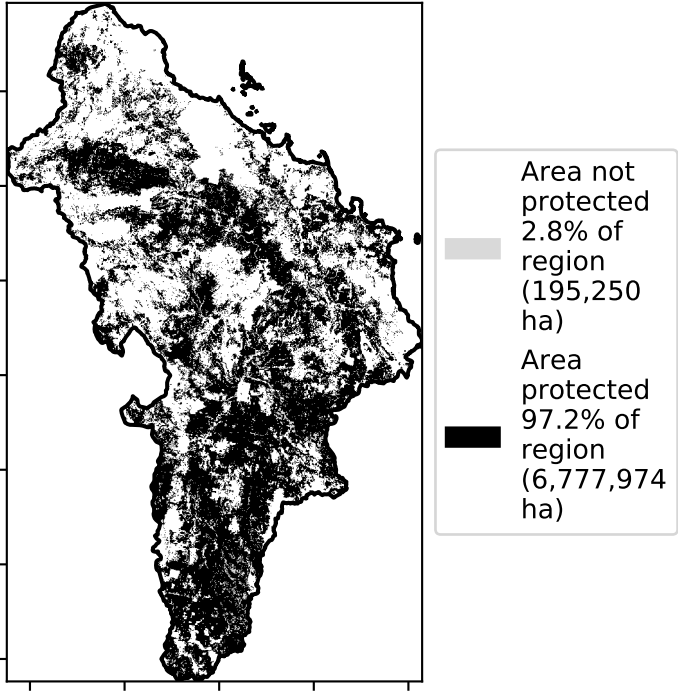 Area not
protected
2.8% of
region
(195,250
ha)
Area
protected
97.2% of
region
(6,777,974
ha)